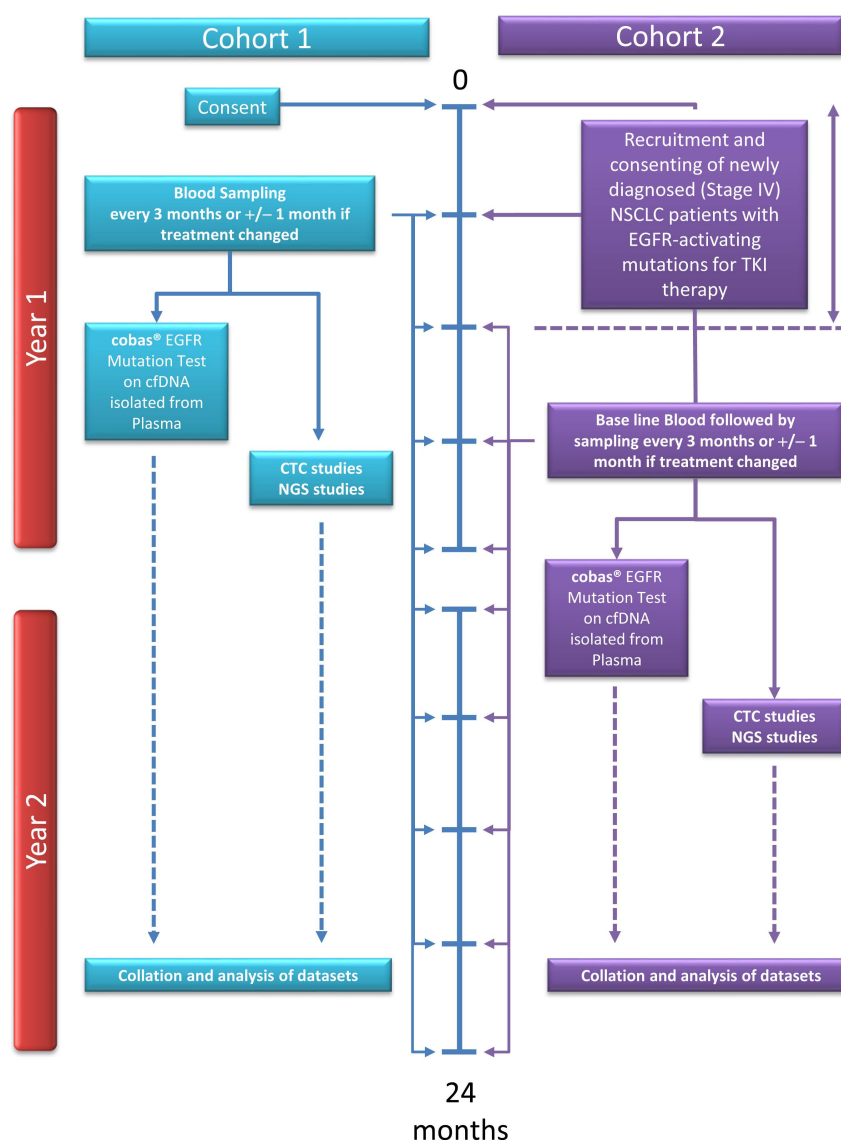 Cohort 1
Cohort 2
0
Consent
Recruitment and
consenting of newly
diagnosed (Stage IV)
NSCLC patients with
EGFR-activating
mutations for TKI
therapy
Blood Sampling
every 3 months or +/− 1 month if
treatment changed
Year 1
cobas® EGFR
Mutation Test
on cfDNA
isolated from
Plasma
CTC studies
NGS studies
Base line Blood followed by
sampling every 3 months or +/− 1
month if treatment changed
cobas® EGFR
Mutation Test
on cfDNA
isolated from
Plasma
CTC studies
NGS studies
Year 2
Collation and analysis of datasets
Collation and analysis of datasets
24
months